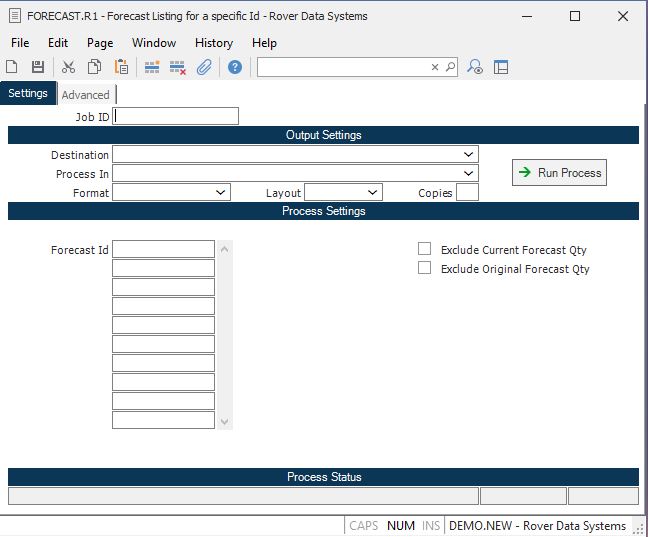 FORECAST.R1 - Forecast Listing for a specific Id - Rover Data Systems
File Edit Page Window History Help
Settings Advanced
Job ID
Output Settings
Destination
Process In
Run Process
Format Layout Copies
Process Settings
Forecast Id
Exclude Current Forecast Qty
Exclude Original Forecast Qty
Process Status
CAPS NUM INS DEMO.NEW - Rover Data Systems